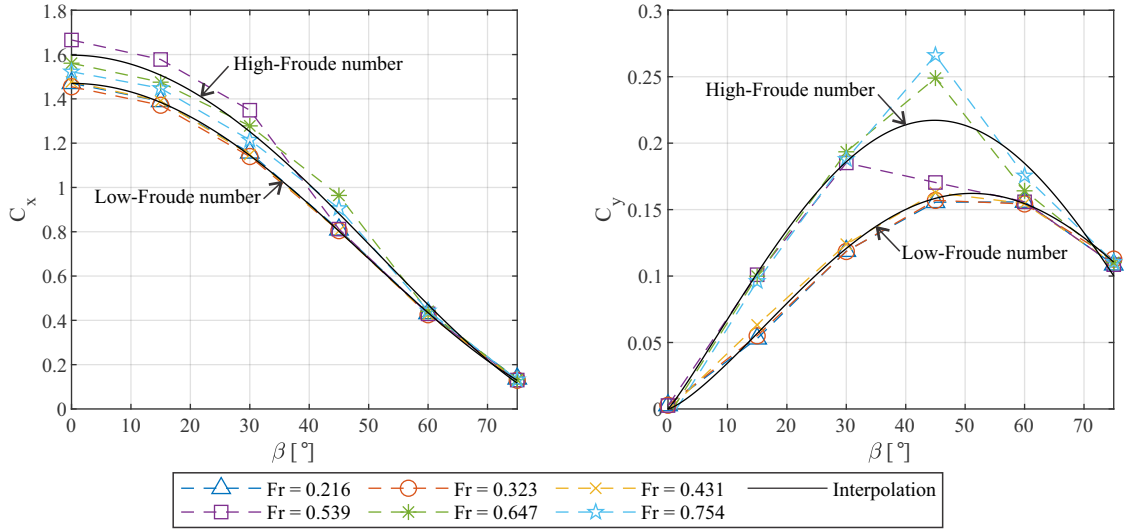 1.8
1.6
1.4
1.2
1
0.8
0.6
0.4
0.2
0
C_x
High-Froude number
Low-Froude number
0 10 20 30 40 50 60 70
β [°]
0.3
0.25
0.2
0.15
0.1
0.05
0
C_y
High-Froude number
Low-Froude number
0 10 20 30 40 50 60 70
β [°]
Fr = 0.216 Fr = 0.323 Fr = 0.431 Interpolation
Fr = 0.539 Fr = 0.647 Fr = 0.754